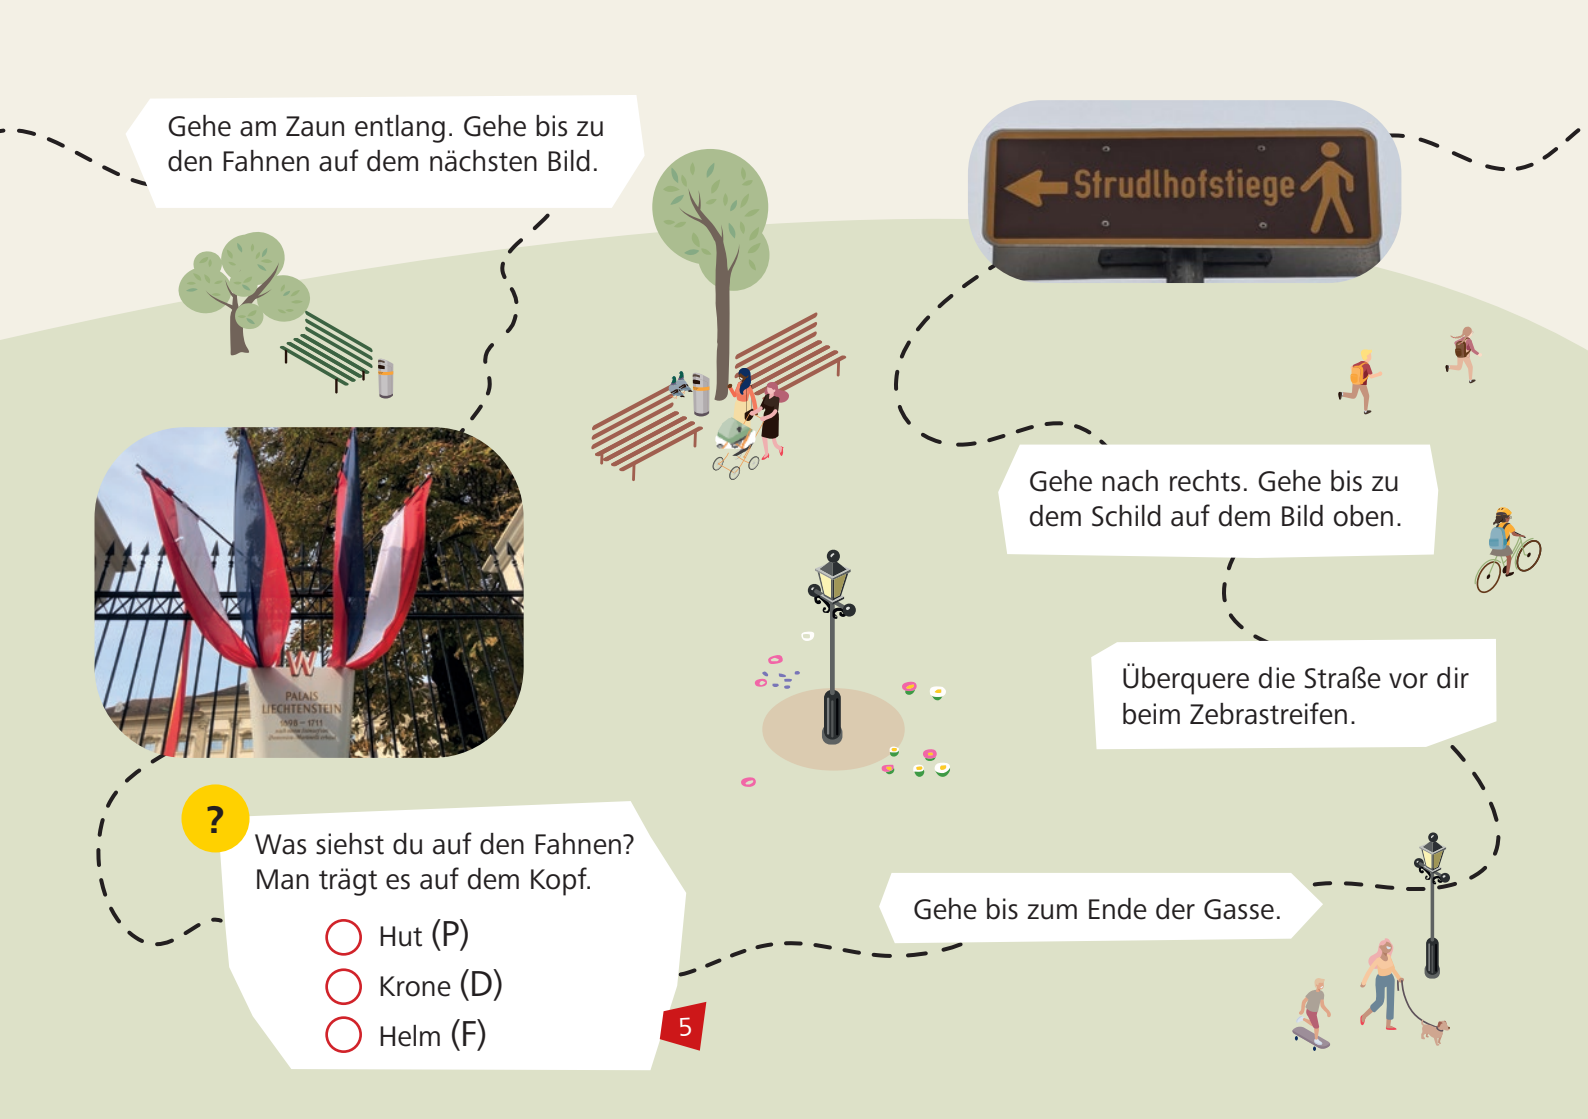 Gehe am Zaun entlang. Gehe bis zu
den Fahnen auf dem nächsten Bild.
W
PALAIS
LIECHTENSTEIN
1698 – 1711
?
Was siehst du auf den Fahnen?
Man trägt es auf dem Kopf.
Hut (P)
Krone (D)
Helm (F)
5
Gehe bis zum Ende der Gasse.
Überquere die Straße vor dir
beim Zebrastreifen.
Gehe nach rechts. Gehe bis zu
dem Schild auf dem Bild oben.
Strudlhofstiege